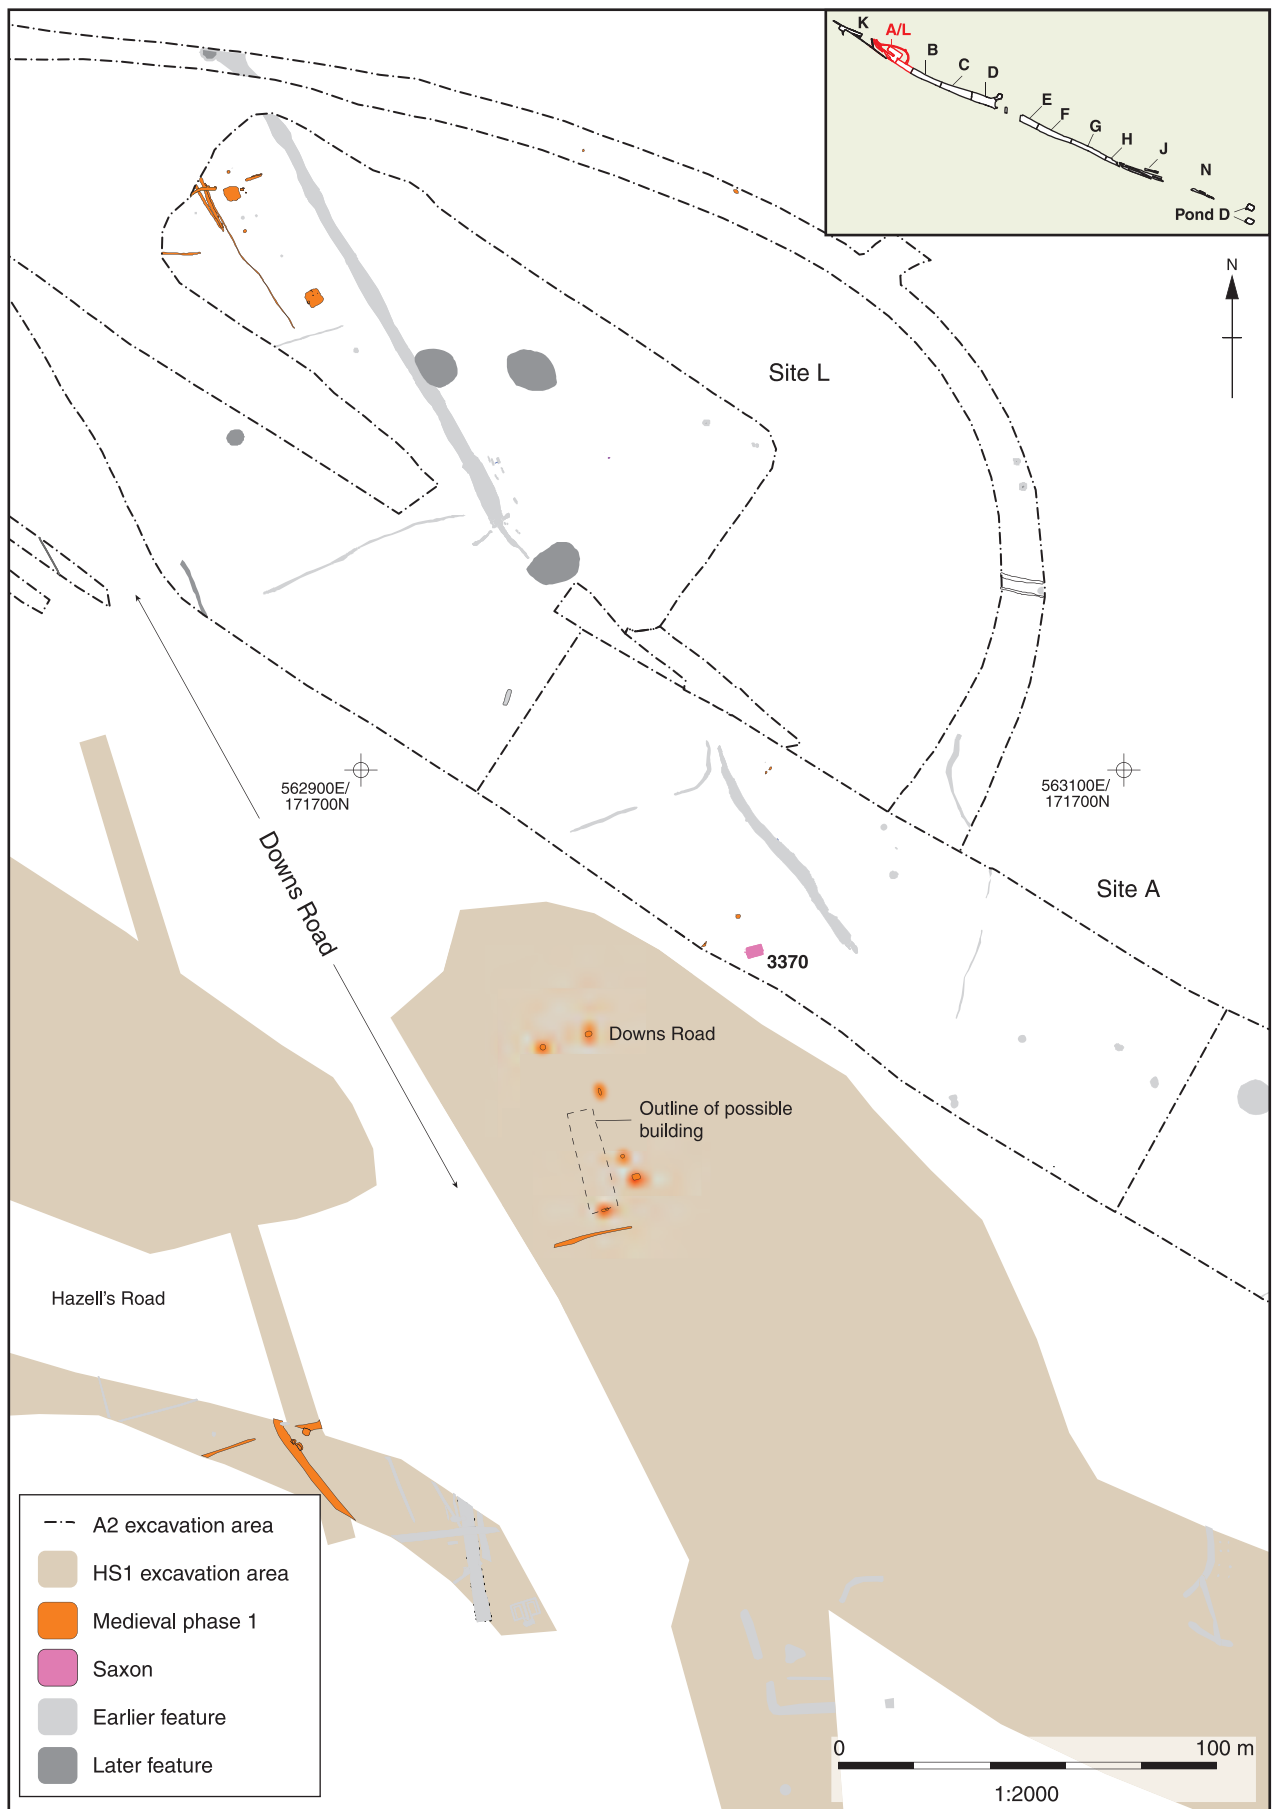 K
A/L
B
C
D
E
F
G
H
J
N
Pond D
N
Site L
562900E/
171700N
563100E/
171700N
Downs Road
Site A
3370
Downs Road
Outline of possible
building
Hazell's Road
A2 excavation area
HS1 excavation area
Medieval phase 1
Saxon
Earlier feature
Later feature
0 100 m
1:2000